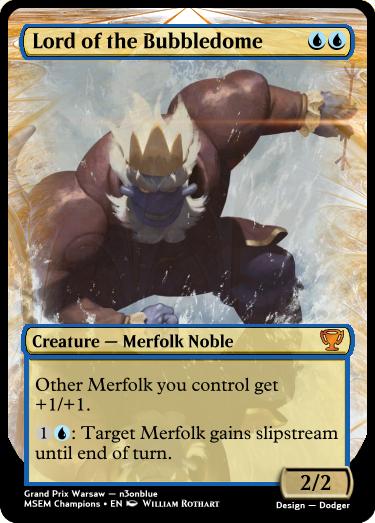 Lord of the Bubbledome
Creature — Merfolk Noble
Other Merfolk you control get
+1/+1.
1 : Target Merfolk gains slipstream
until end of turn.
2/2
Grand Prix Warsaw — n3onblue
MSEM Champions • EN William Rothart
Design — Dodger